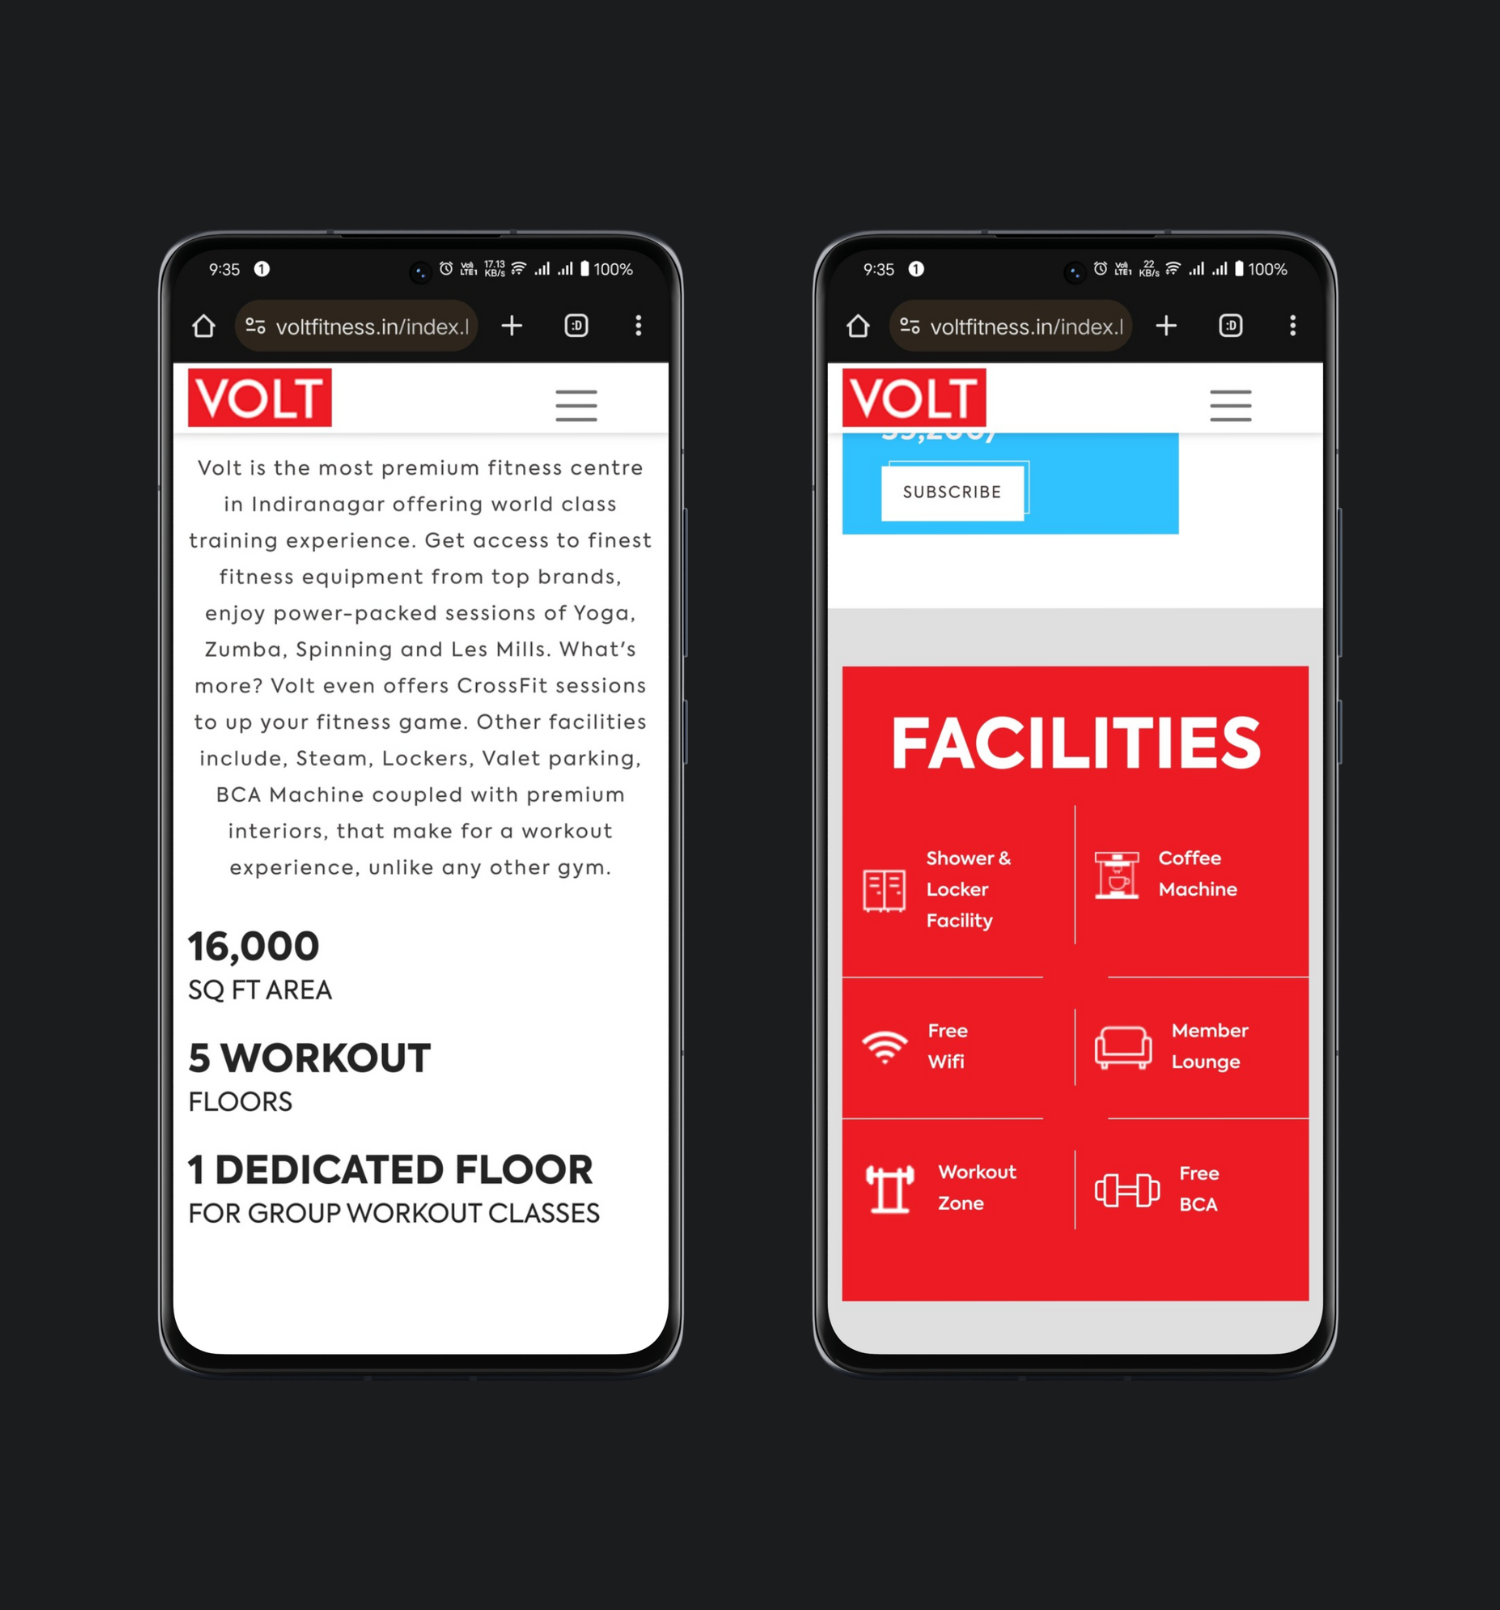 9:35 1 Vo)) LTE1 17.13 KB/s 100%
voltfitness.in/index.l :D
VOLT
Volt is the most premium fitness centre
in Indiranagar offering world class
training experience. Get access to finest
fitness equipment from top brands,
enjoy power-packed sessions of Yoga,
Zumba, Spinning and Les Mills. What's
more? Volt even offers CrossFit sessions
to up your fitness game. Other facilities
include, Steam, Lockers, Valet parking,
BCA Machine coupled with premium
interiors, that make for a workout
experience, unlike any other gym.
16,000
SQ FT AREA
5 WORKOUT
FLOORS
1 DEDICATED FLOOR
FOR GROUP WORKOUT CLASSES
9:35 1 Vo)) LTE1 22 KB/s 100%
voltfitness.in/index.l :D
VOLT
SUBSCRIBE
FACILITIES
Shower &
Locker
Facility
Coffee
Machine
Free
Wifi
Member
Lounge
Workout
Zone
Free
BCA